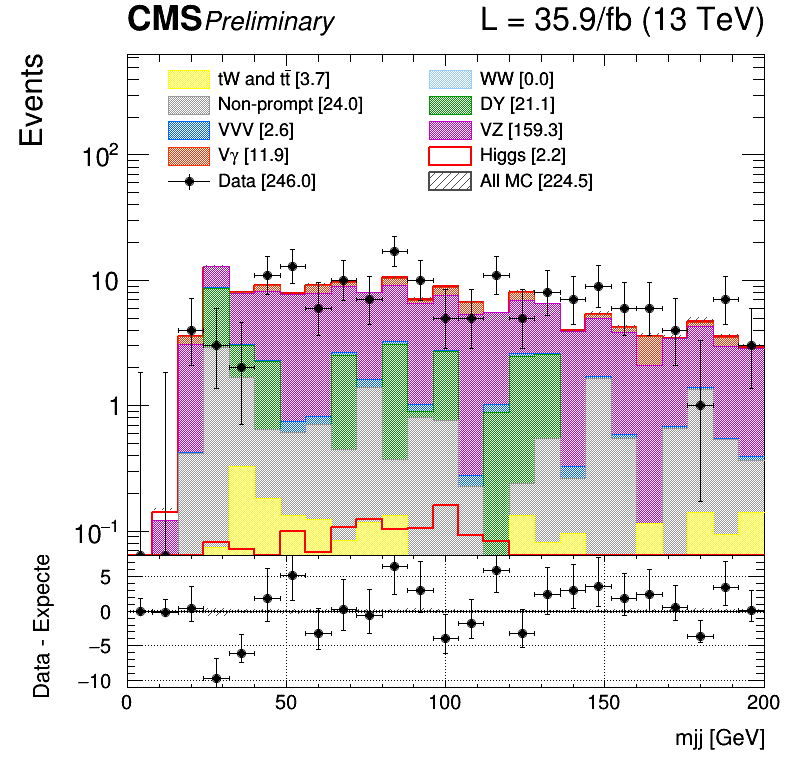 CMS Preliminary L = 35.9/fb (13 TeV)
Events
tW and tt̄ [3.7] WW [0.0]
Non-prompt [24.0] DY [21.1]
VVV [2.6] VZ [159.3]
Vγ [11.9] Higgs [2.2]
Data [246.0] All MC [224.5]
10²
10
1
10⁻¹
Data - Expecte
5
0
−5
−10
0 50 100 150 200
mjj [GeV]